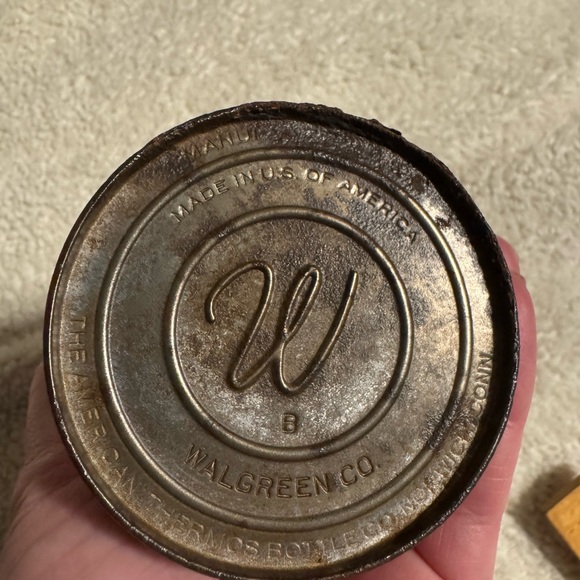 MADE IN U.S. OF AMERICA
W
B
WALGREEN CO.
THE AMERICAN THERMOS BOTTLE CO. NORWICH, CONN.